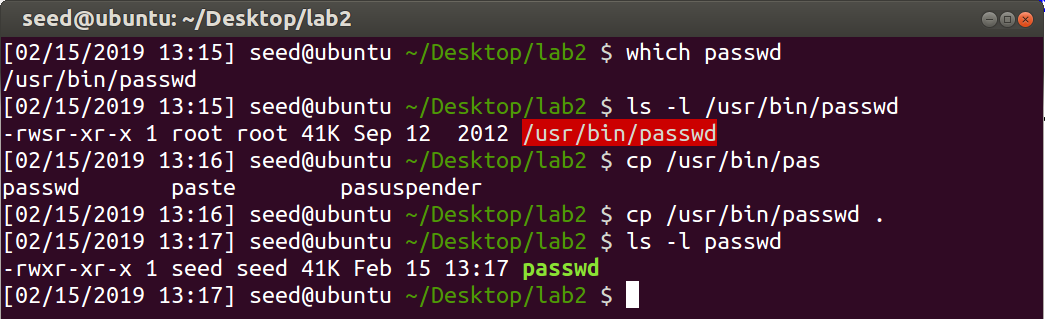 seed@ubuntu: ~/Desktop/lab2
[02/15/2019 13:15] seed@ubuntu ~/Desktop/lab2 $ which passwd
/usr/bin/passwd
[02/15/2019 13:15] seed@ubuntu ~/Desktop/lab2 $ ls -l /usr/bin/passwd
-rwsr-xr-x 1 root root 41K Sep 12  2012 /usr/bin/passwd
[02/15/2019 13:16] seed@ubuntu ~/Desktop/lab2 $ cp /usr/bin/pas
passwd       paste        pasuspender
[02/15/2019 13:16] seed@ubuntu ~/Desktop/lab2 $ cp /usr/bin/passwd .
[02/15/2019 13:17] seed@ubuntu ~/Desktop/lab2 $ ls -l passwd
-rwxr-xr-x 1 seed seed 41K Feb 15 13:17 passwd
[02/15/2019 13:17] seed@ubuntu ~/Desktop/lab2 $